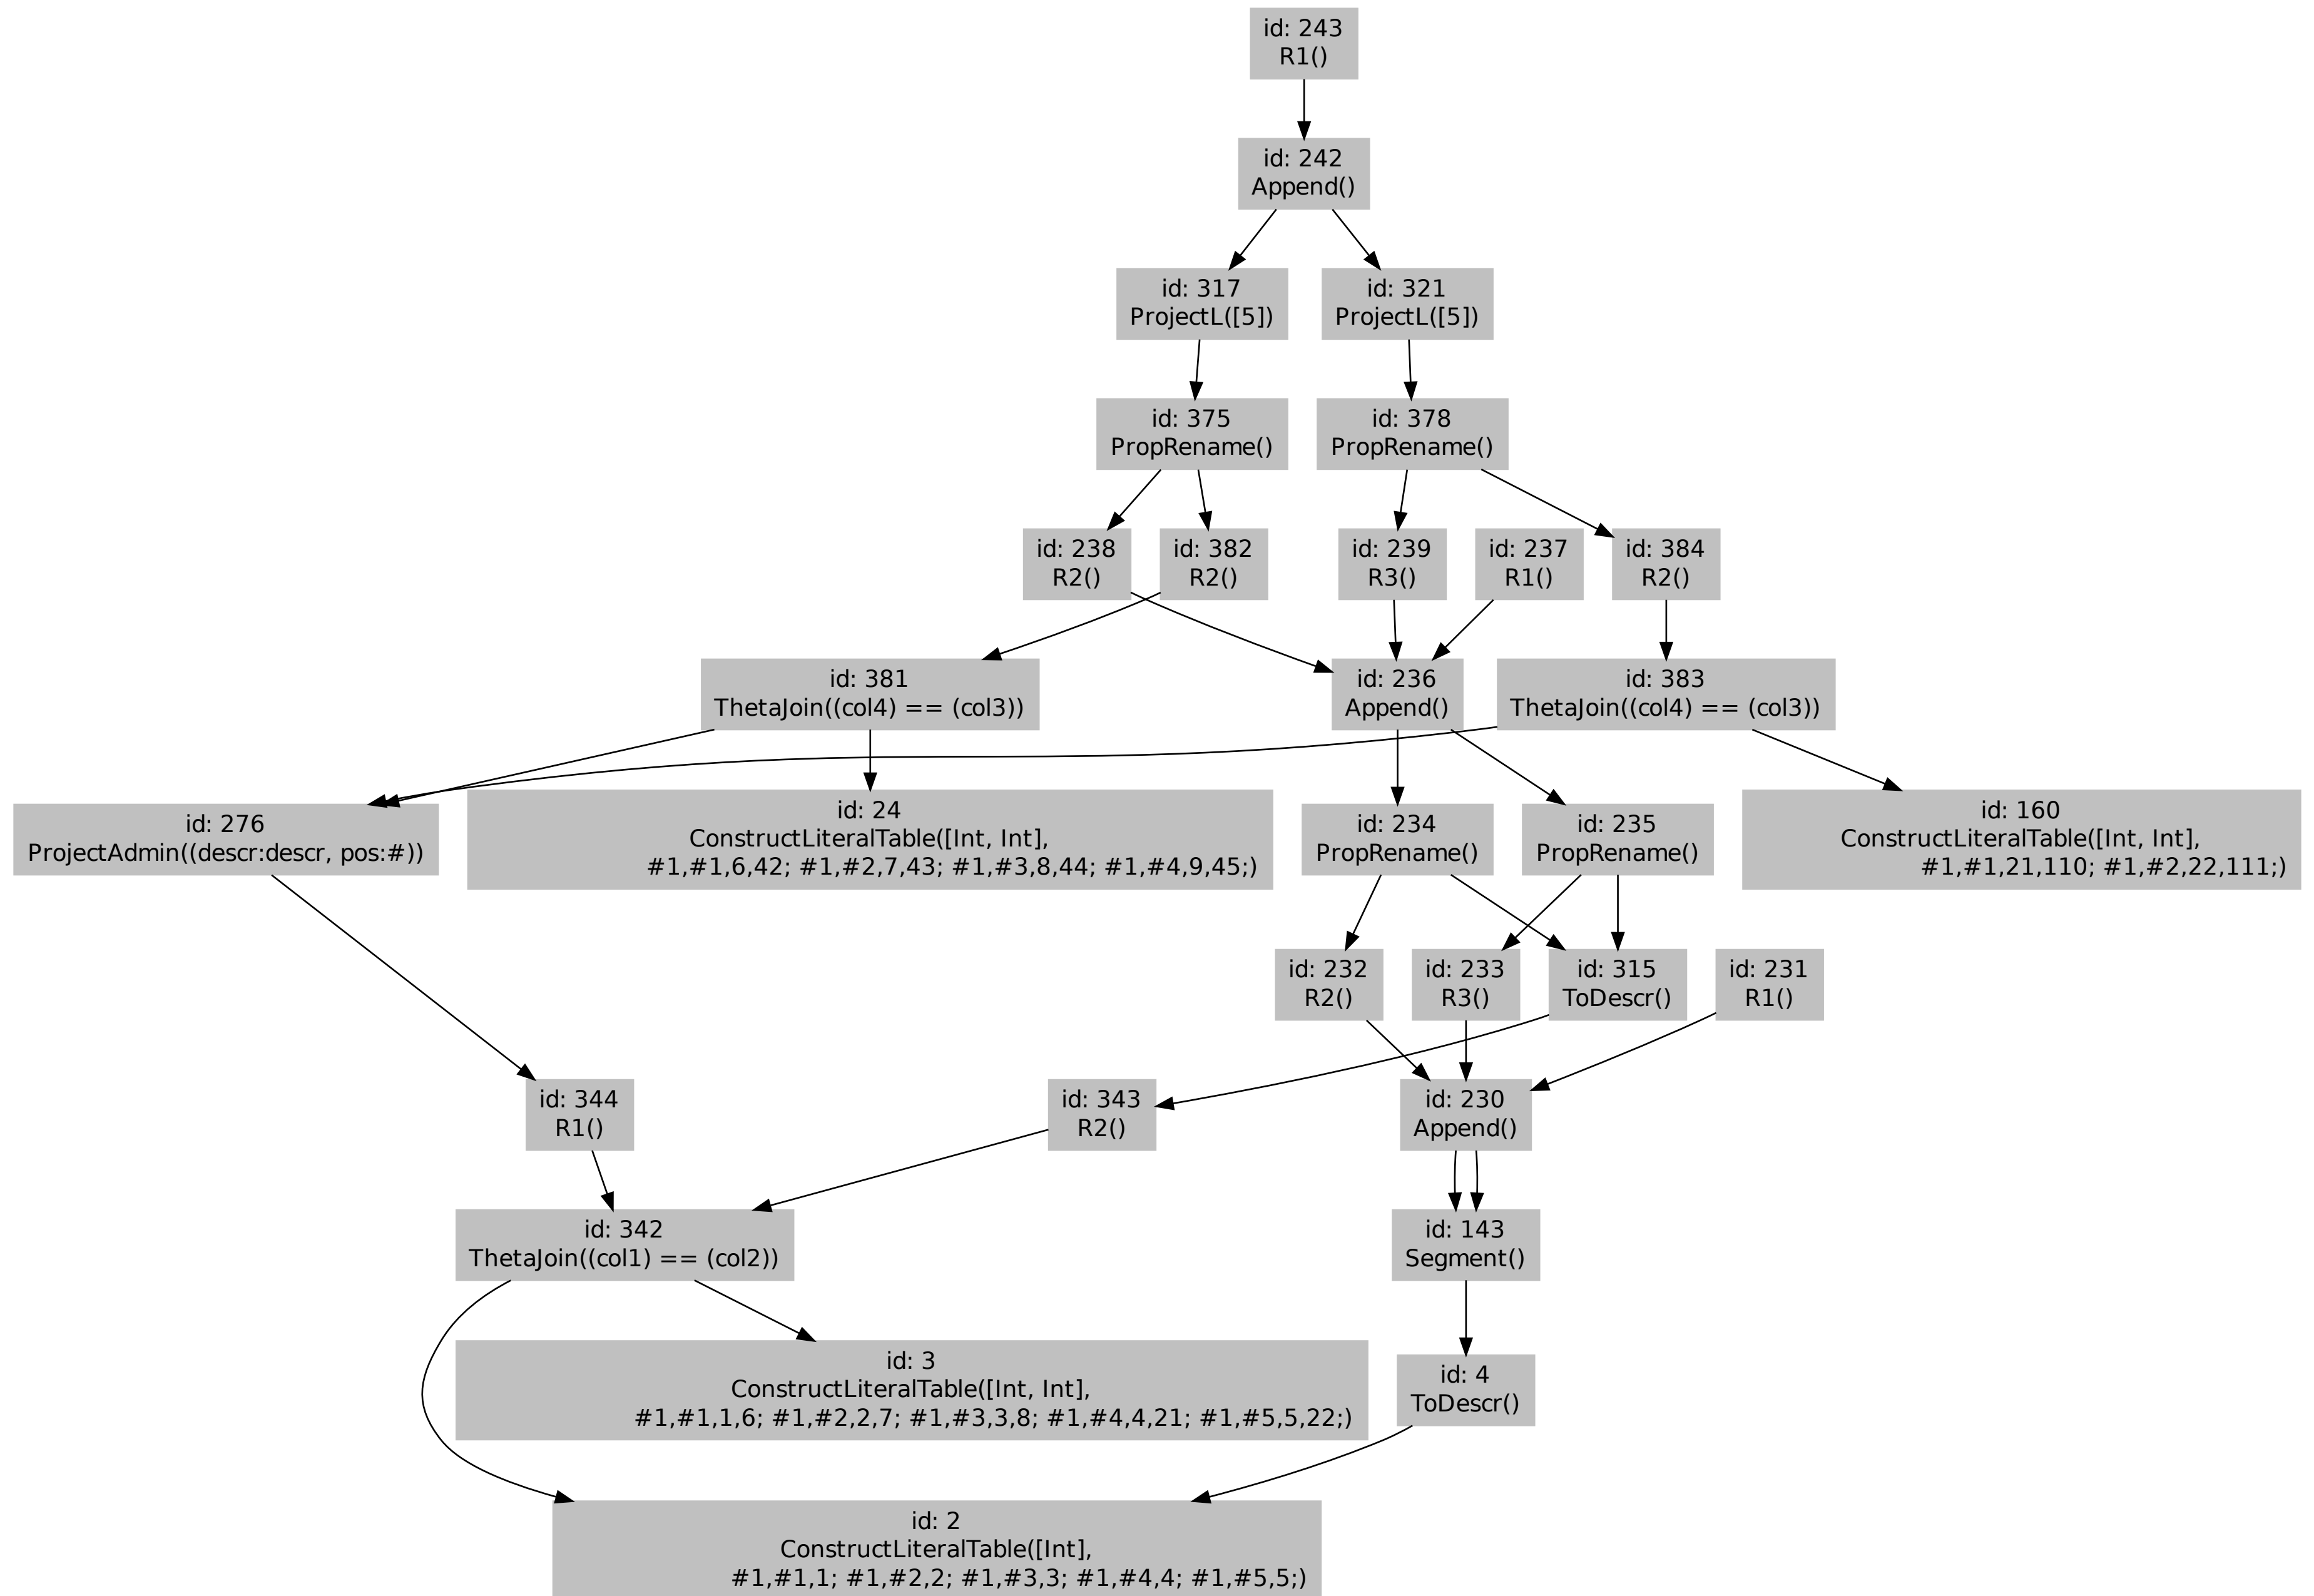 id: 243
R1()
id: 242
Append()
id: 317
ProjectL([5])
id: 321
ProjectL([5])
id: 375
PropRename()
id: 378
PropRename()
id: 238
R2()
id: 382
R2()
id: 239
R3()
id: 237
R1()
id: 384
R2()
id: 381
ThetaJoin((col4) == (col3))
id: 236
Append()
id: 383
ThetaJoin((col4) == (col3))
id: 276
ProjectAdmin((descr:descr, pos:#))
id: 24
ConstructLiteralTable([Int, Int],
#1,#1,6,42; #1,#2,7,43; #1,#3,8,44; #1,#4,9,45;)
id: 234
PropRename()
id: 235
PropRename()
id: 160
ConstructLiteralTable([Int, Int],
#1,#1,21,110; #1,#2,22,111;)
id: 232
R2()
id: 233
R3()
id: 315
ToDescr()
id: 231
R1()
id: 344
R1()
id: 343
R2()
id: 230
Append()
id: 342
ThetaJoin((col1) == (col2))
id: 143
Segment()
id: 3
ConstructLiteralTable([Int, Int],
#1,#1,1,6; #1,#2,2,7; #1,#3,3,8; #1,#4,4,21; #1,#5,5,22;)
id: 4
ToDescr()
id: 2
ConstructLiteralTable([Int],
#1,#1,1; #1,#2,2; #1,#3,3; #1,#4,4; #1,#5,5;)